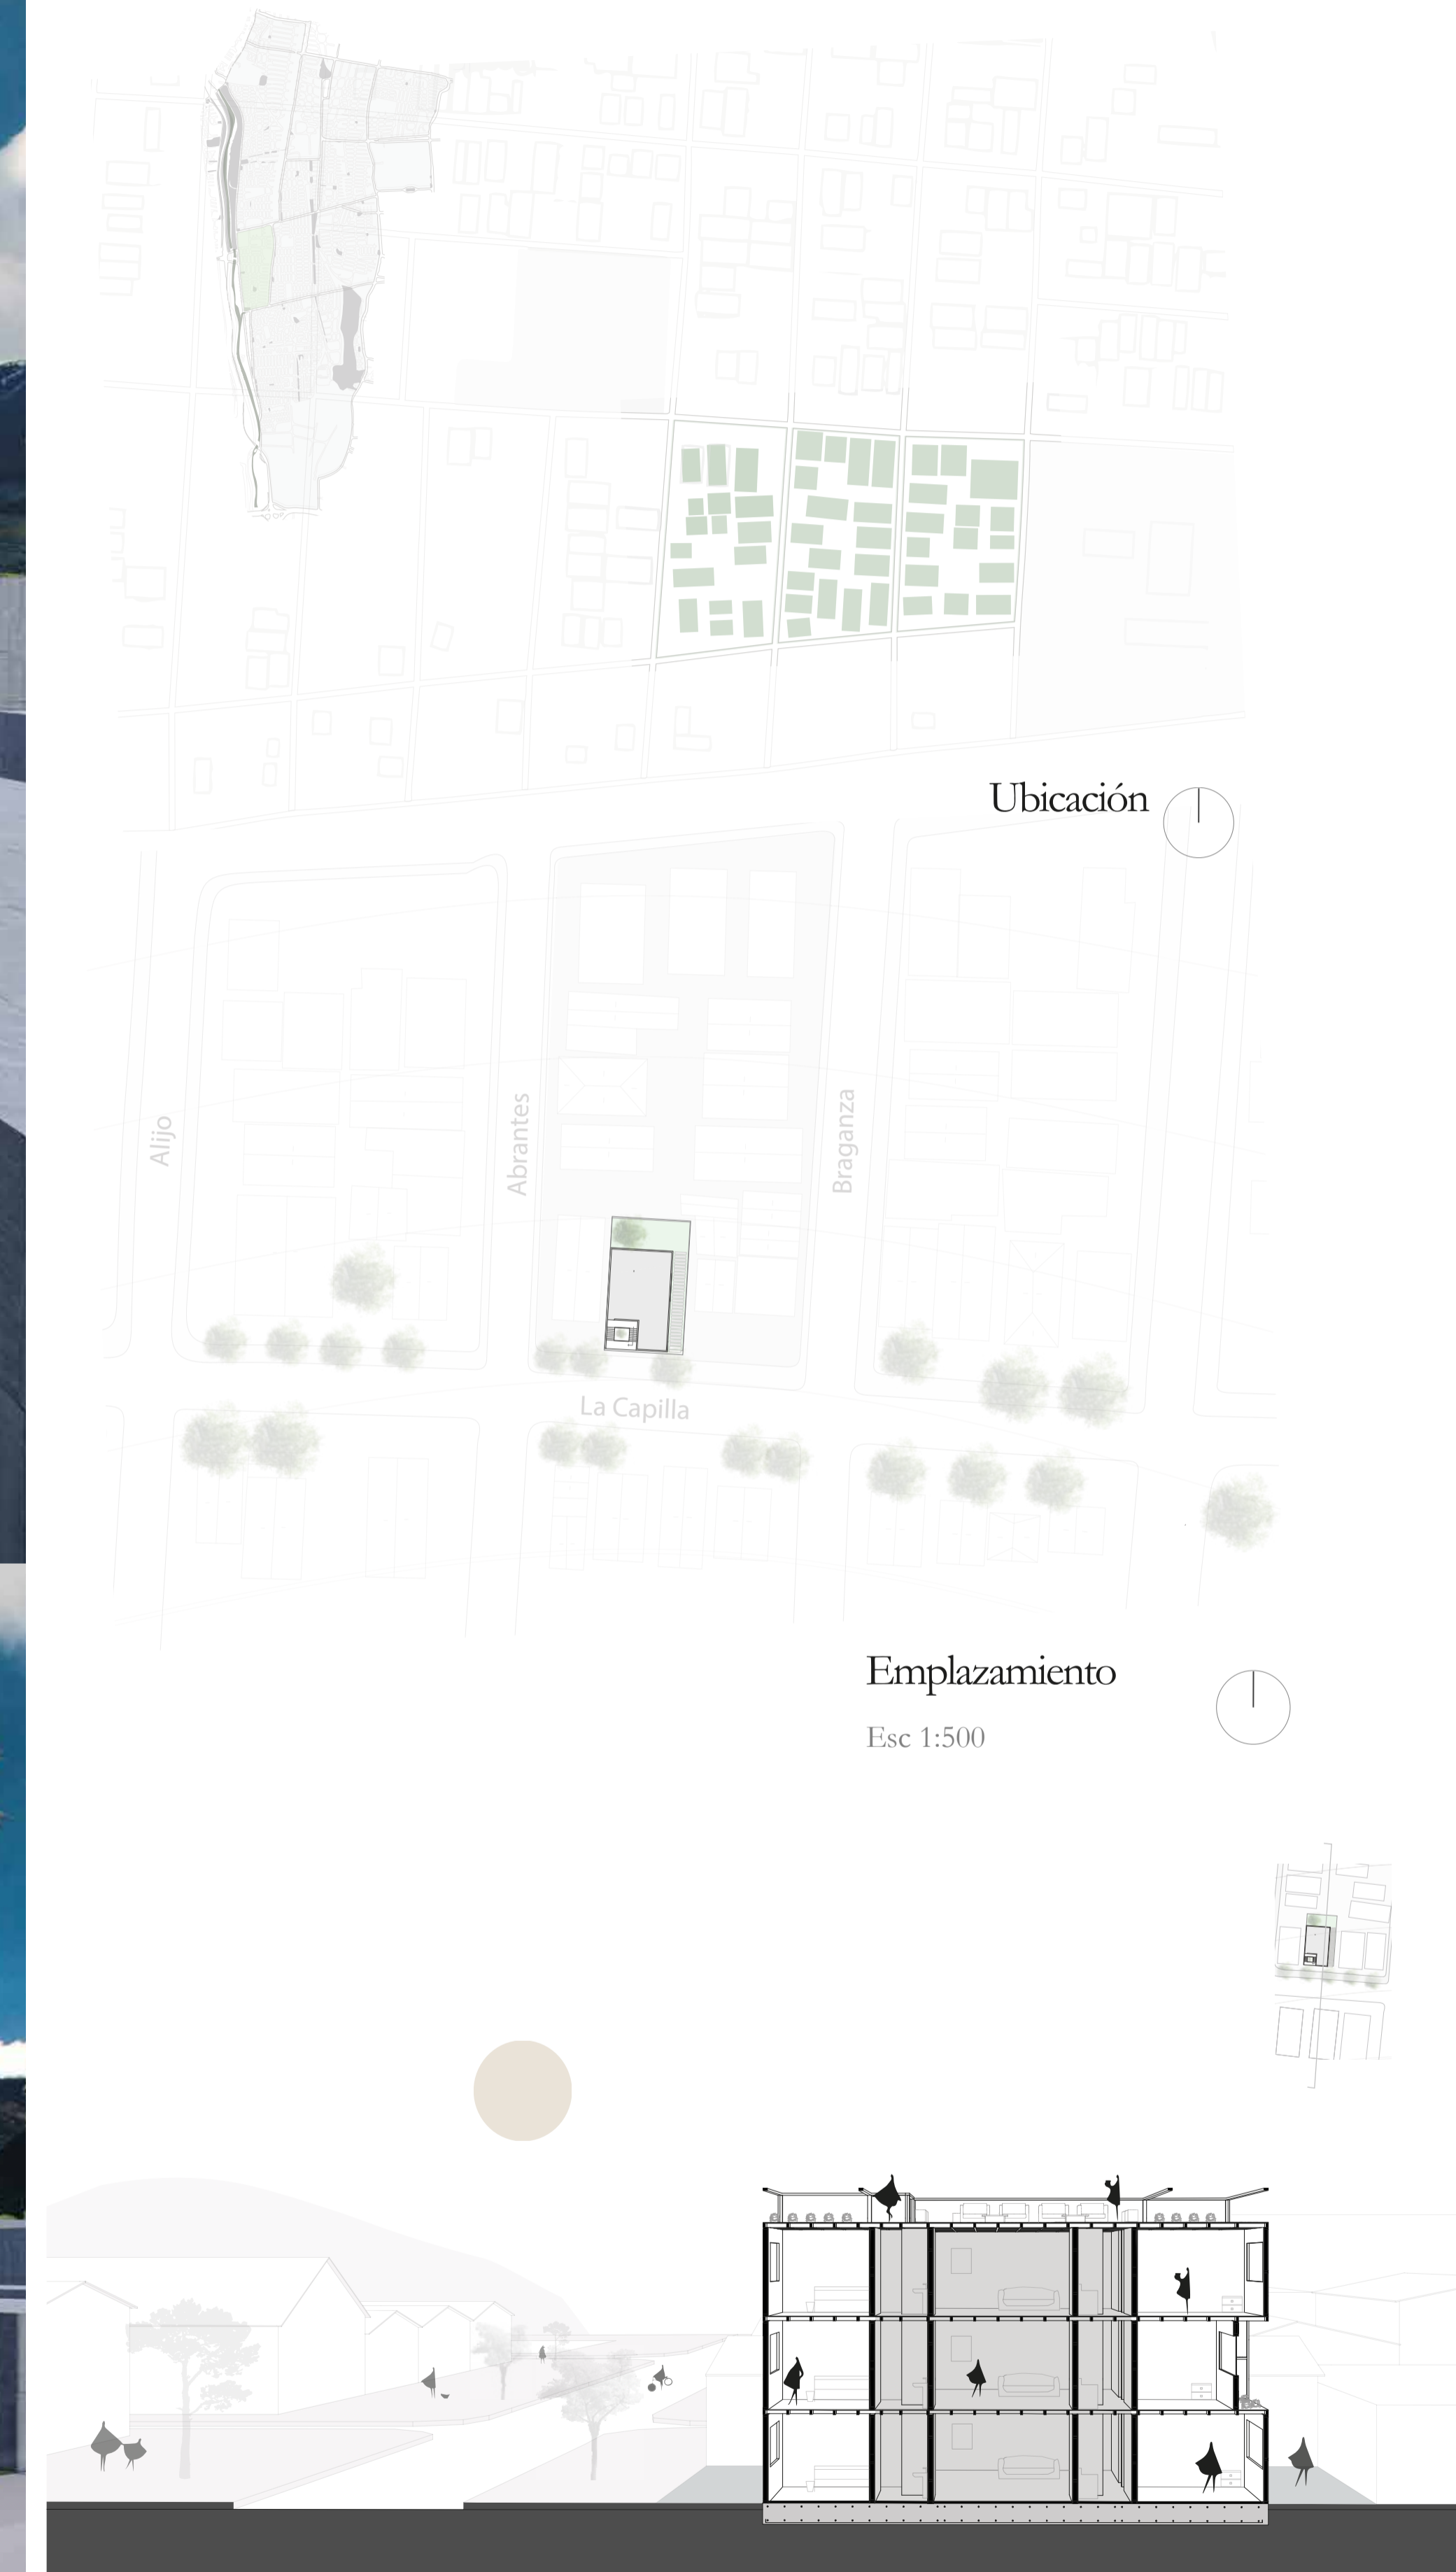 Ubicación
Alijo
Abrantes
Braganza
La Capilla
Emplazamiento
Esc 1:500